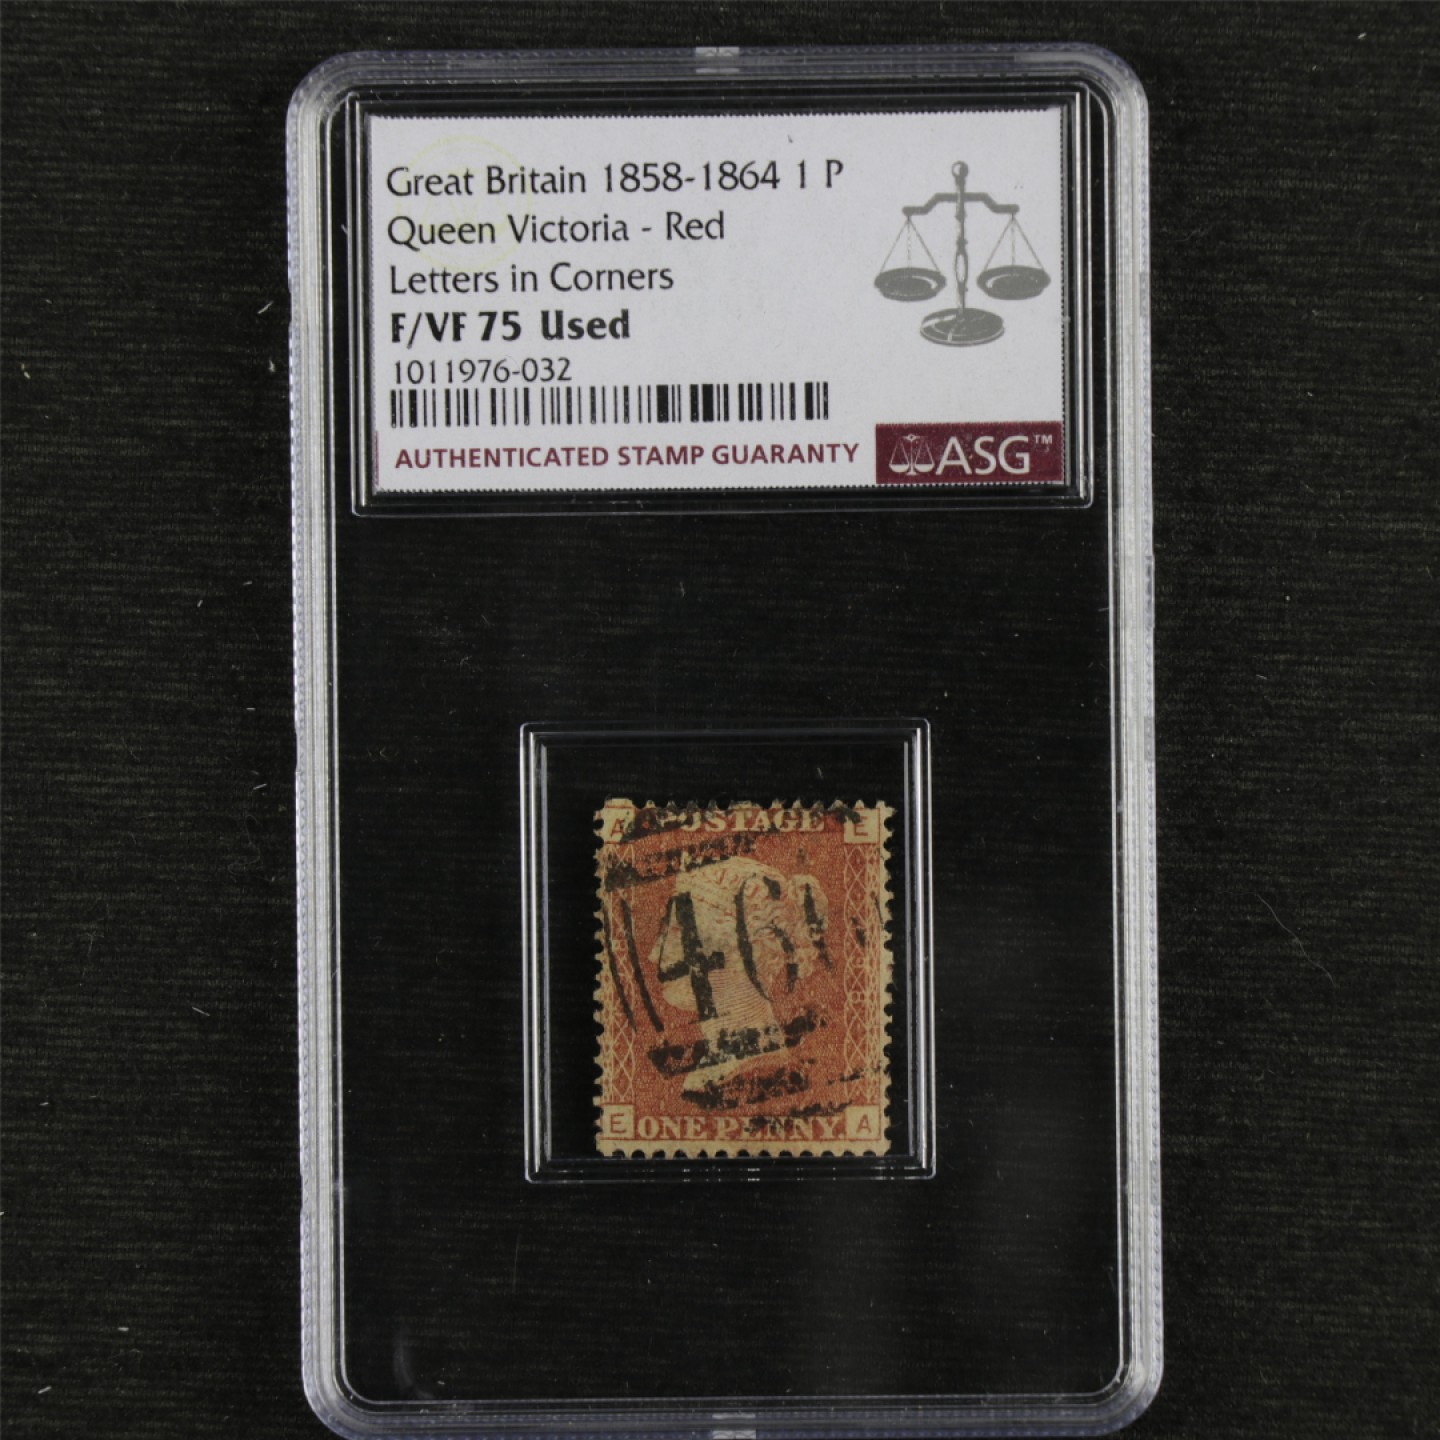 Great Britain 1858-1864 1 P
Queen Victoria - Red
Letters in Corners
F/VF 75 Used
1011976-032
AUTHENTICATED STAMP GUARANTY
ASG™
A POSTAGE E
46
E ONE PENNY. A